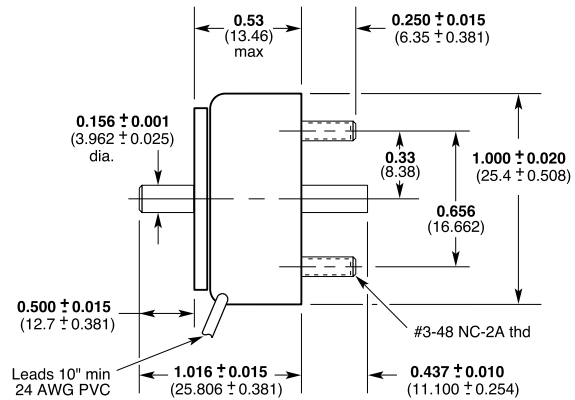 0.53
(13.46)
max
0.250 ± 0.015
(6.35 ± 0.381)
0.156 ± 0.001
(3.962 ± 0.025)
dia.
0.33
(8.38)
1.000 ± 0.020
(25.4 ± 0.508)
0.656
(16.662)
0.500 ± 0.015
(12.7 ± 0.381)
#3-48 NC-2A thd
Leads 10" min
24 AWG PVC
1.016 ± 0.015
(25.806 ± 0.381)
0.437 ± 0.010
(11.100 ± 0.254)